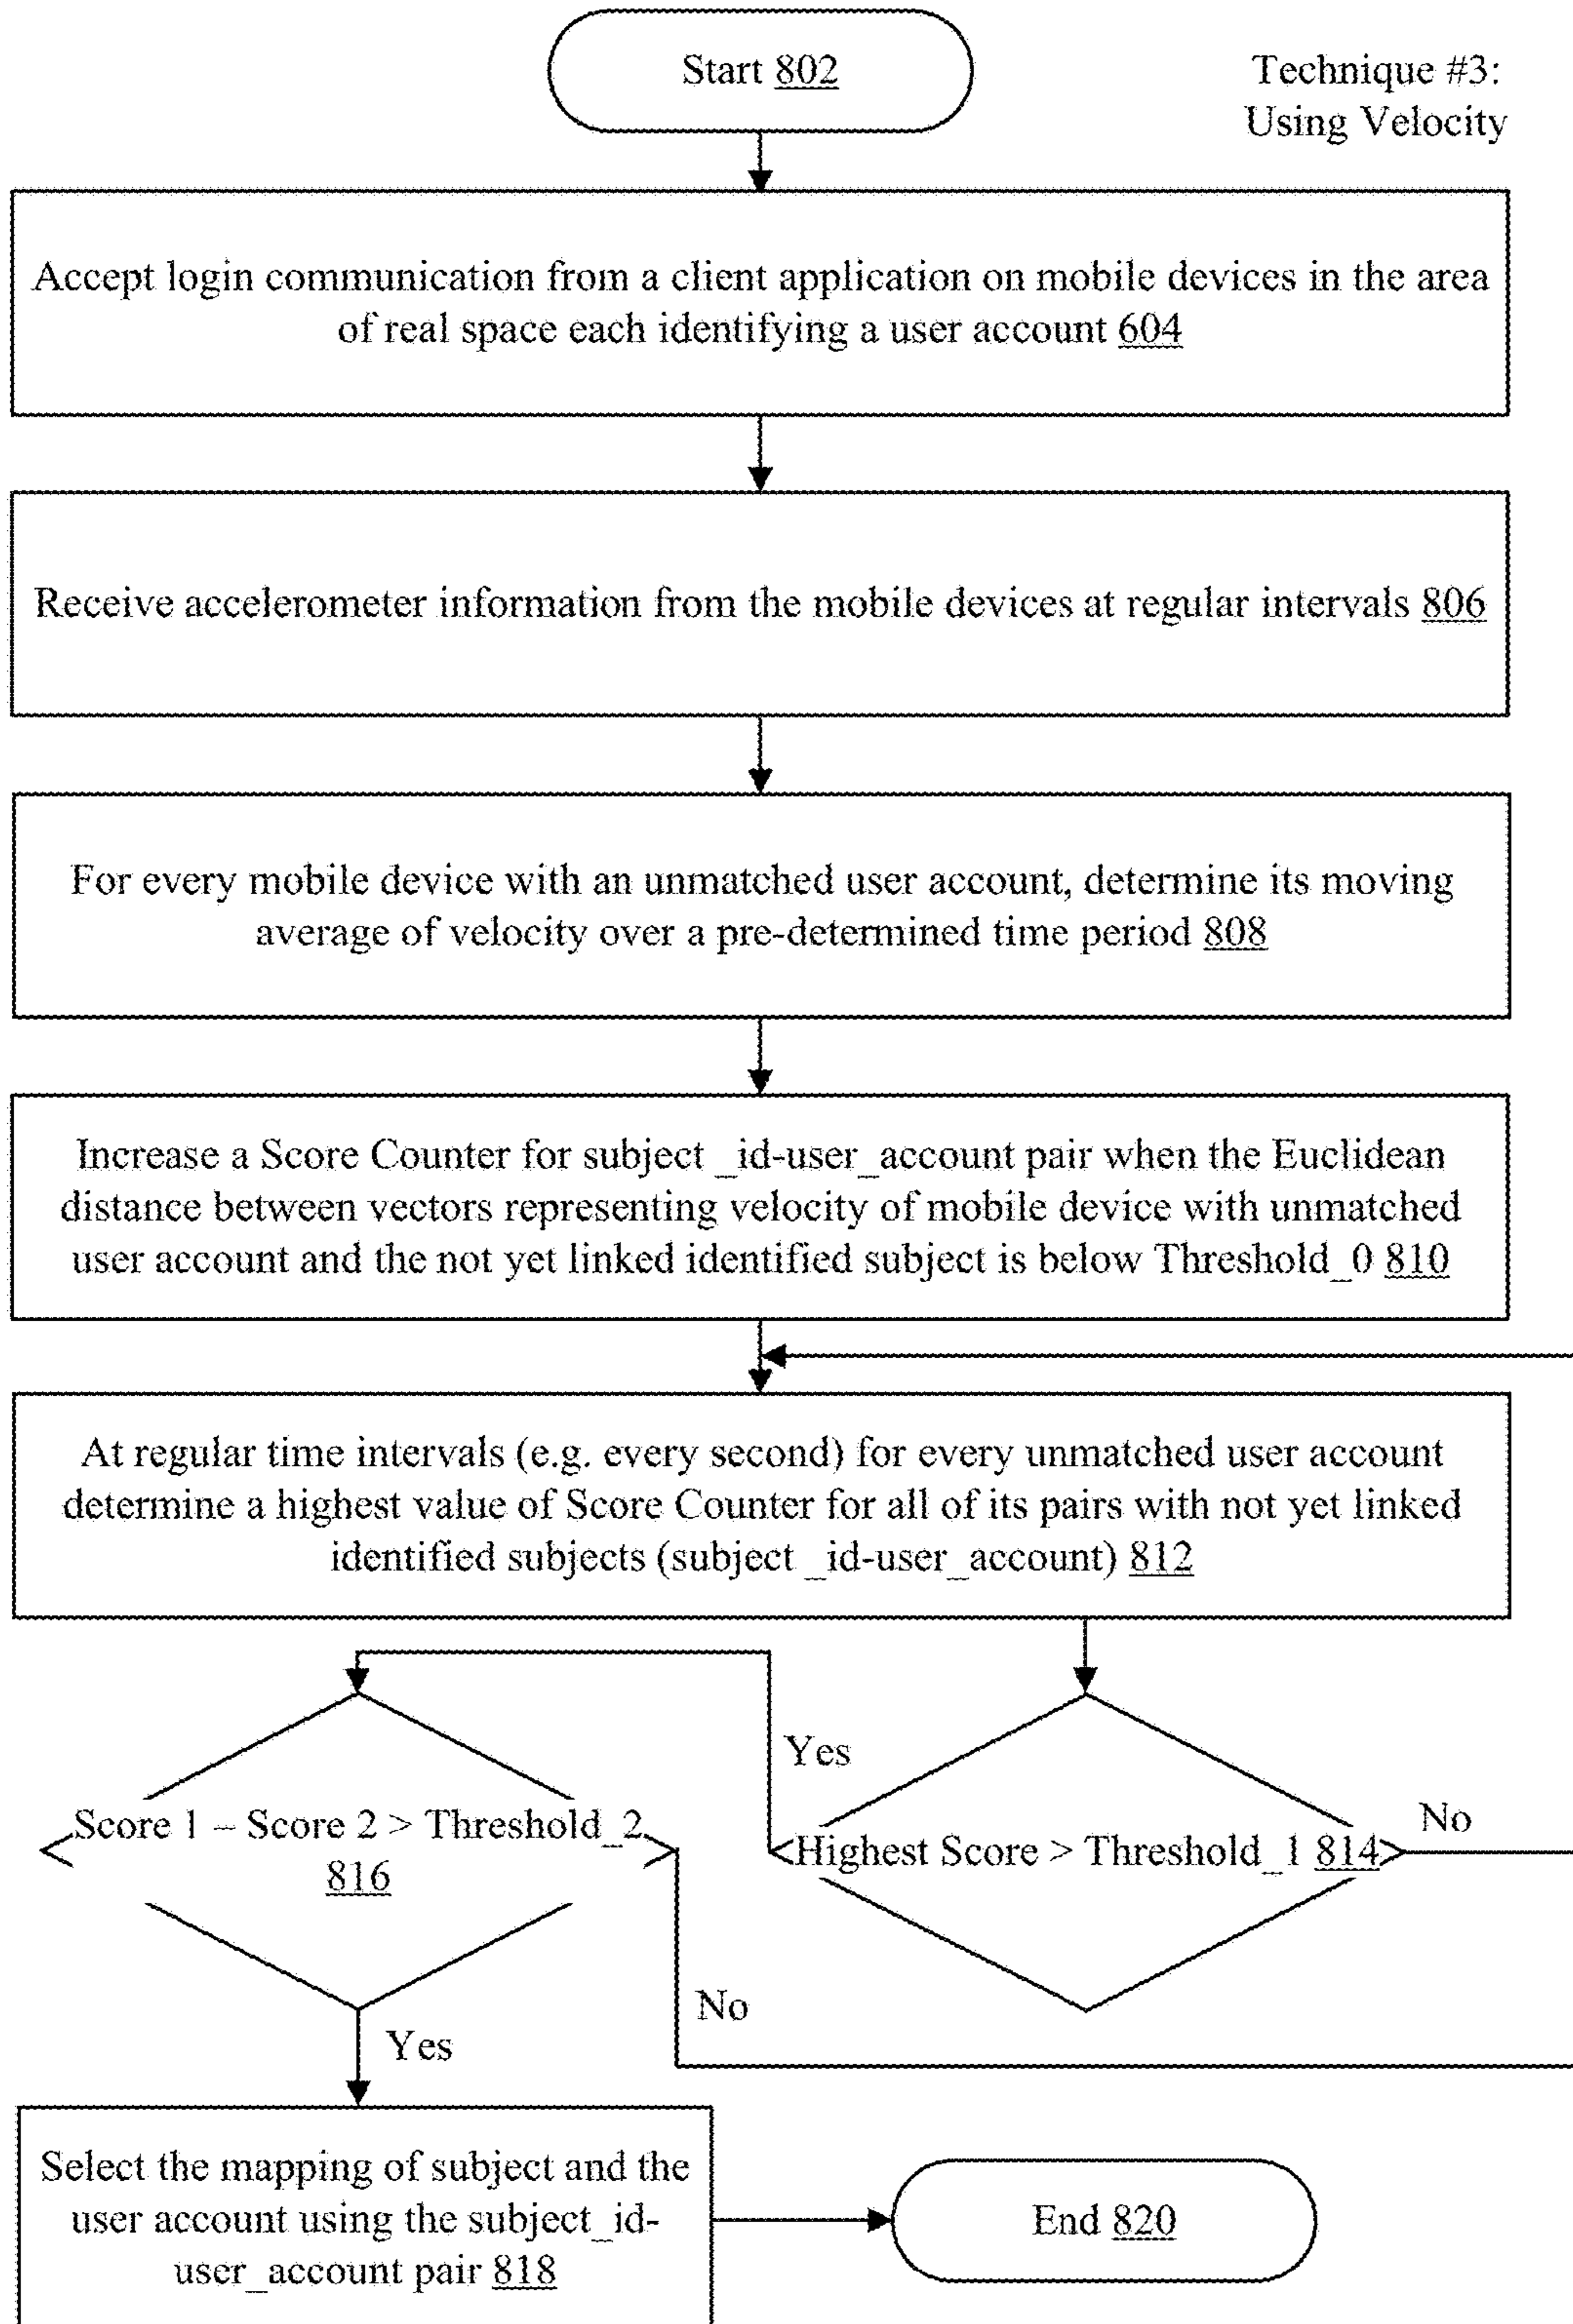 Start 802
Technique #3:
Using Velocity
Accept login communication from a client application on mobile devices in the area
of real space each identifying a user account 604
Receive accelerometer information from the mobile devices at regular intervals 806
For every mobile device with an unmatched user account, determine its moving
average of velocity over a pre-determined time period 808
Increase a Score Counter for subject _id-user_account pair when the Euclidean
distance between vectors representing velocity of mobile device with unmatched
user account and the not yet linked identified subject is below Threshold_0 810
At regular time intervals (e.g. every second) for every unmatched user account
determine a highest value of Score Counter for all of its pairs with not yet linked
identified subjects (subject _id-user_account) 812
Yes
No
Score 1 – Score 2 > Threshold_2
816
Highest Score > Threshold_1 814
No
Yes
Select the mapping of subject and the
user account using the subject_id-
user_account pair 818
End 820